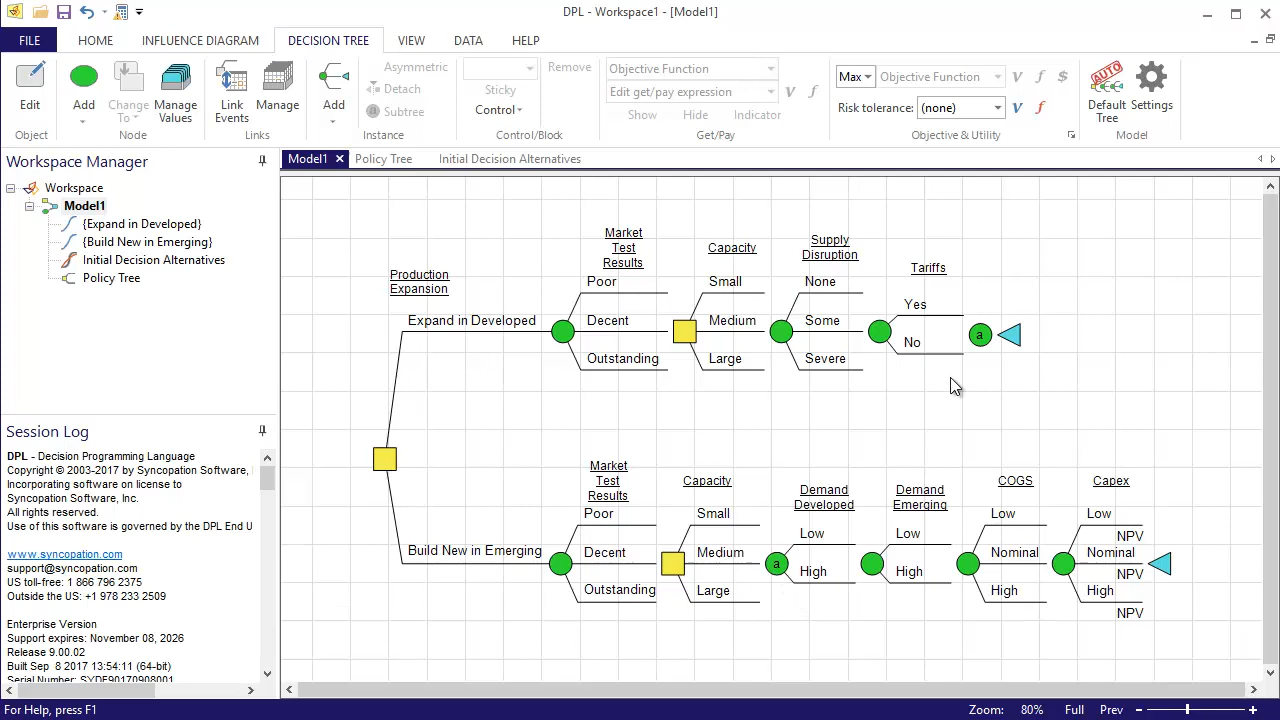 DPL - Workspace1 - [Model1]
FILE
HOME
INFLUENCE DIAGRAM
DECISION TREE
VIEW
DATA
HELP
Edit
Object
Add
Change To
Manage Values
Node
Link Events
Manage
Links
Add
Asymmetric
Detach
a Subtree
Instance
Remove
Sticky
Control
Control/Block
Objective Function
Edit get/pay expression
V f
Show
Hide
Indicator
Get/Pay
Max
Objective Function
V f $
Risk tolerance:
(none)
V f
Objective & Utility
AUTO
Default Tree
Settings
Model
Workspace Manager
Workspace
Model1
{Expand in Developed}
{Build New in Emerging}
Initial Decision Alternatives
Policy Tree
Session Log
DPL - Decision Programming Language
Copyright © 2003-2017 by Syncopation Software,
Incorporating software on license to
Syncopation Software, Inc.
All rights reserved.
Use of this software is governed by the DPL End U
www.syncopation.com
support@syncopation.com
US toll-free: 1 866 796 2375
Outside the US: +1 978 233 2509
Enterprise Version
Support expires: November 08, 2026
Release 9.00.02
Built Sep 8 2017 13:54:11 (64-bit)
Serial Number: SYDE90170908001
Model1
Policy Tree
Initial Decision Alternatives
Production
Expansion
Expand in Developed
Market
Test
Results
Poor
Decent
Outstanding
Capacity
Small
Medium
Large
Supply
Disruption
None
Some
Severe
Tariffs
Yes
No
a
Build New in Emerging
Market
Test
Results
Poor
Decent
Outstanding
Capacity
Small
Medium
Large
a
Demand
Developed
Low
High
Demand
Emerging
Low
High
COGS
Low
Nominal
High
Capex
Low
NPV
Nominal
NPV
High
NPV
For Help, press F1
Zoom: 80% Full Prev